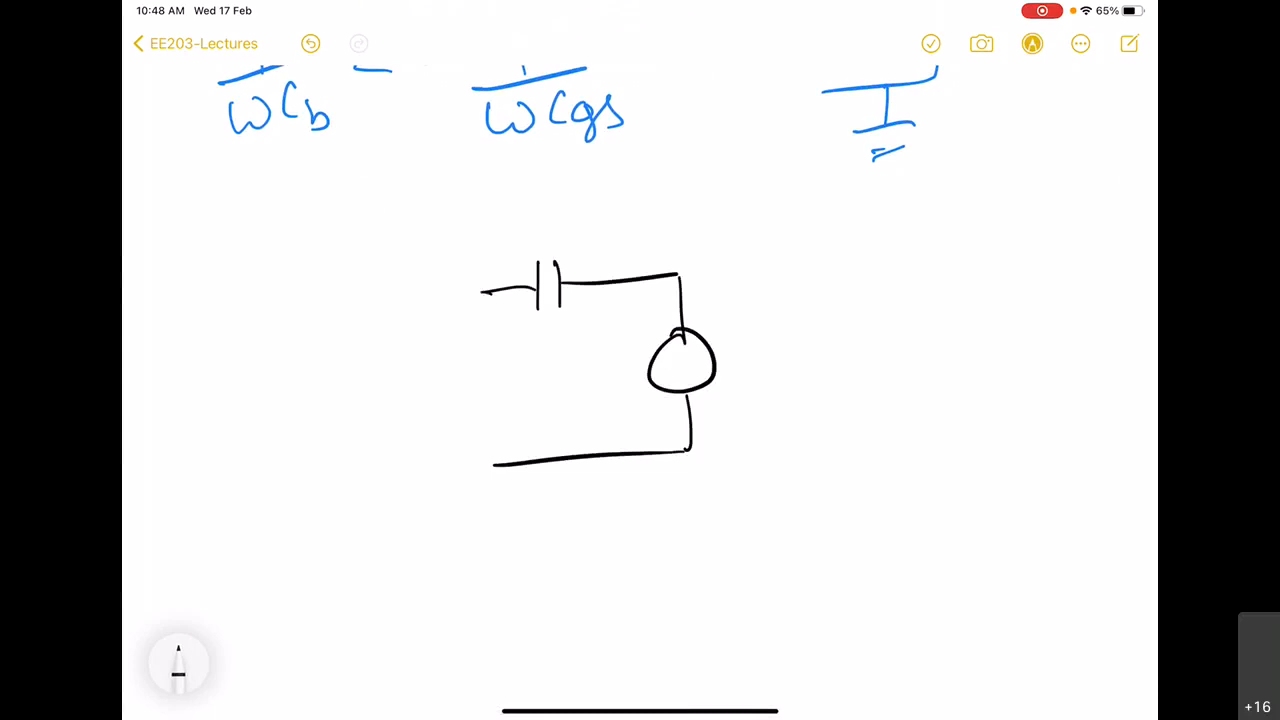 10:48 AM Wed 17 Feb
65%
EE203-Lectures
ωCb ωCgs
+16